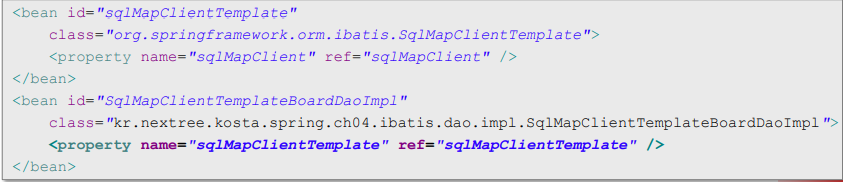 <bean id="sqlMapClientTemplate"
class="org.springframework.orm.ibatis.SqlMapClientTemplate">
<property name="sqlMapClient" ref="sqlMapClient" />
</bean>
<bean id="SqlMapClientTemplateBoardDaoImpl"
class="kr.nextree.kosta.spring.ch04.ibatis.dao.impl.SqlMapClientTemplateBoardDaoImpl">
<property name="sqlMapClientTemplate" ref="sqlMapClientTemplate" />
</bean>